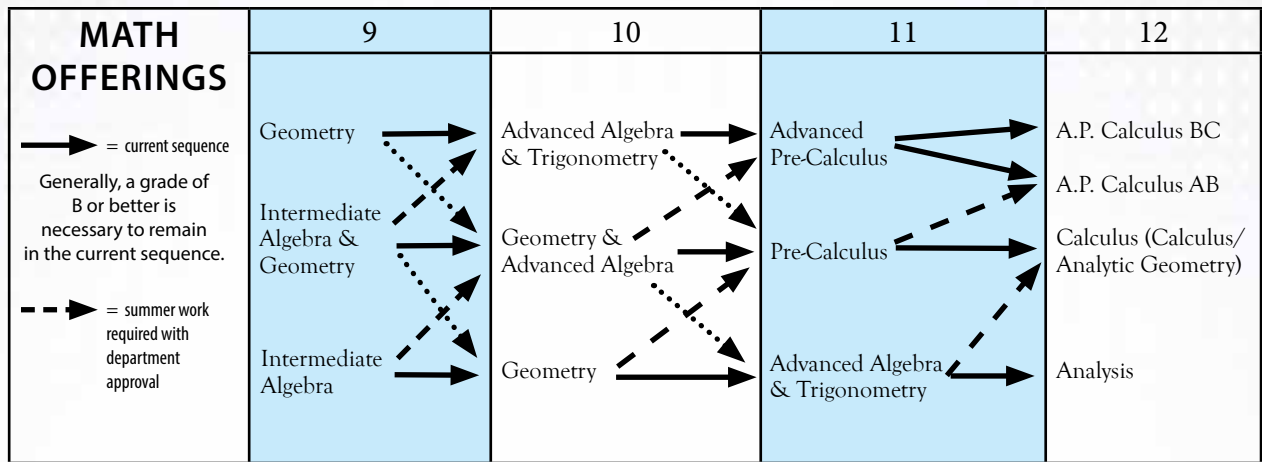 MATH
OFFERINGS
= current sequence
Generally, a grade of
B or better is
necessary to remain
in the current sequence.
= summer work
required with
department
approval
9
Geometry
Intermediate
Algebra &
Geometry
Intermediate
Algebra
10
Advanced Algebra
& Trigonometry
Geometry &
Advanced Algebra
Geometry
11
Advanced
Pre-Calculus
Pre-Calculus
Advanced Algebra
& Trigonometry
12
A.P. Calculus BC
A.P. Calculus AB
Calculus (Calculus/
Analytic Geometry)
Analysis